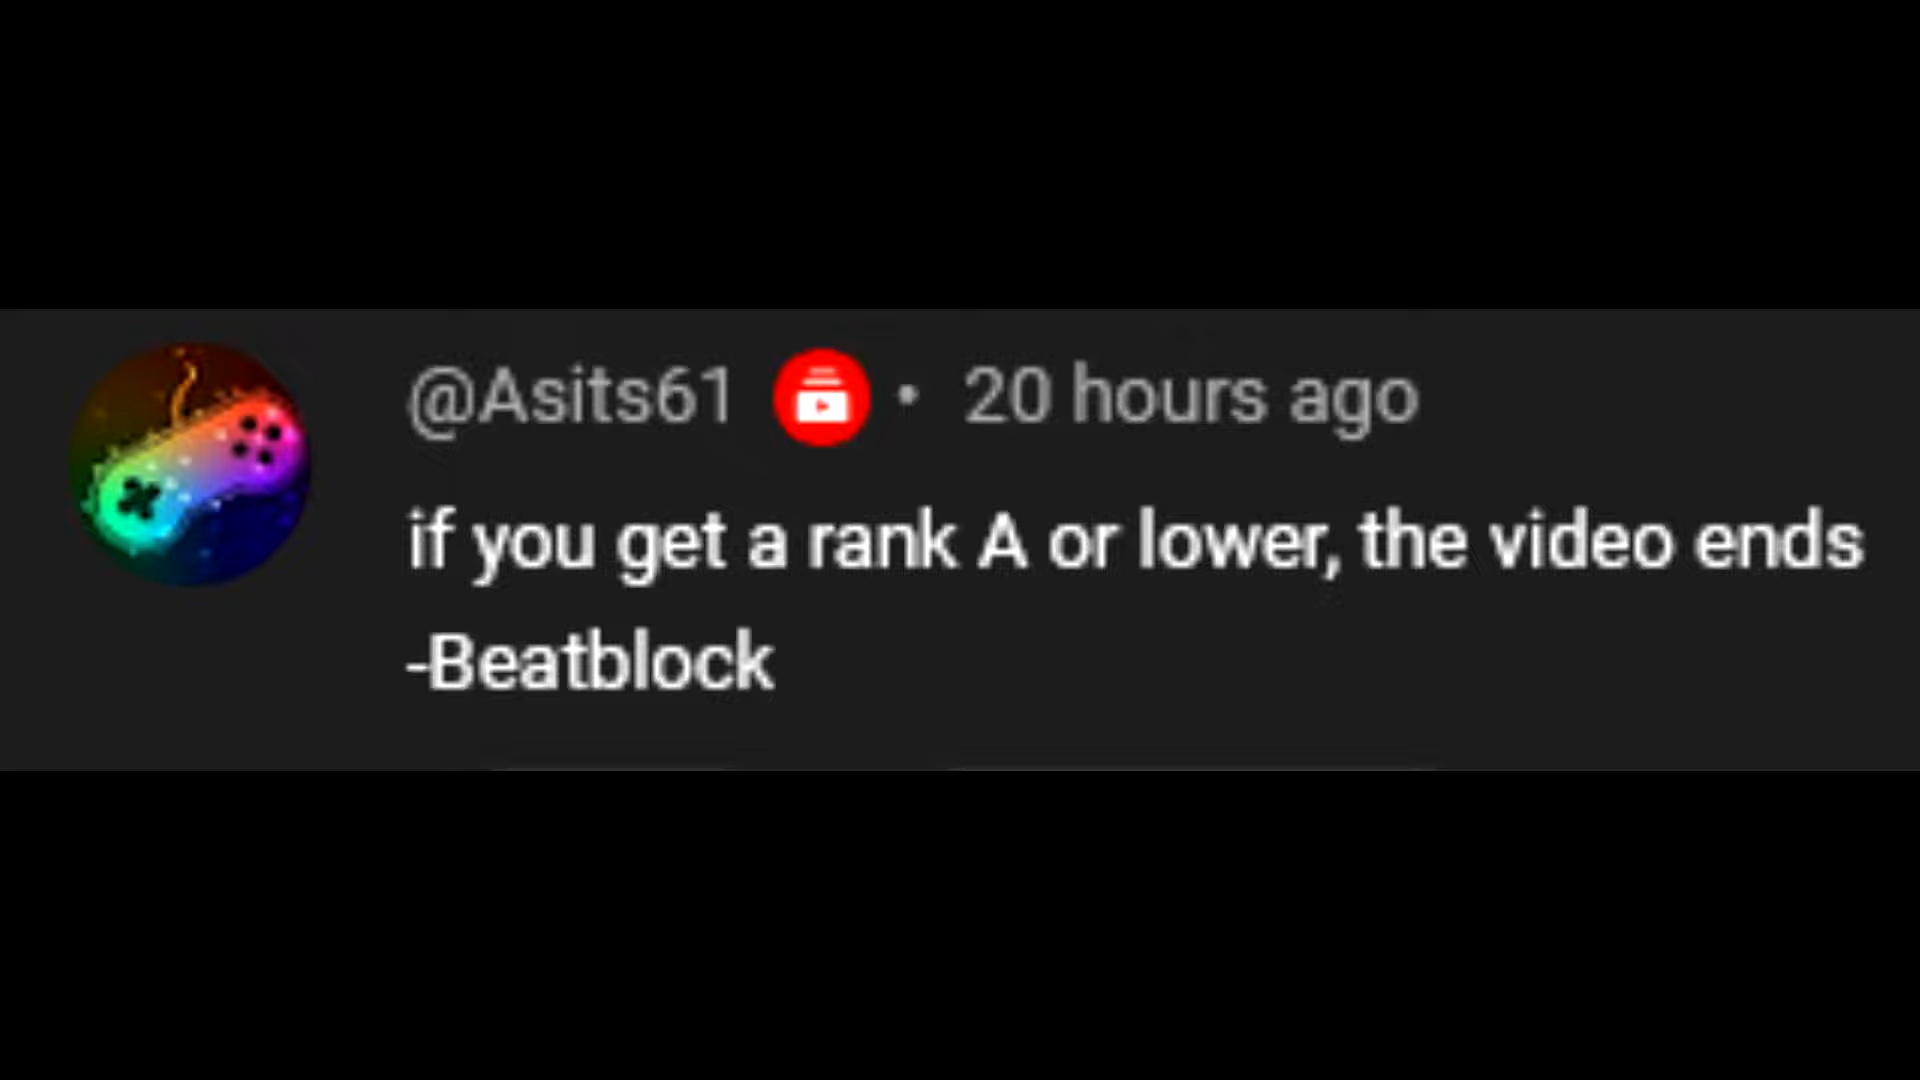 @Asits61 • 20 hours ago
if you get a rank A or lower, the video ends
-Beatblock